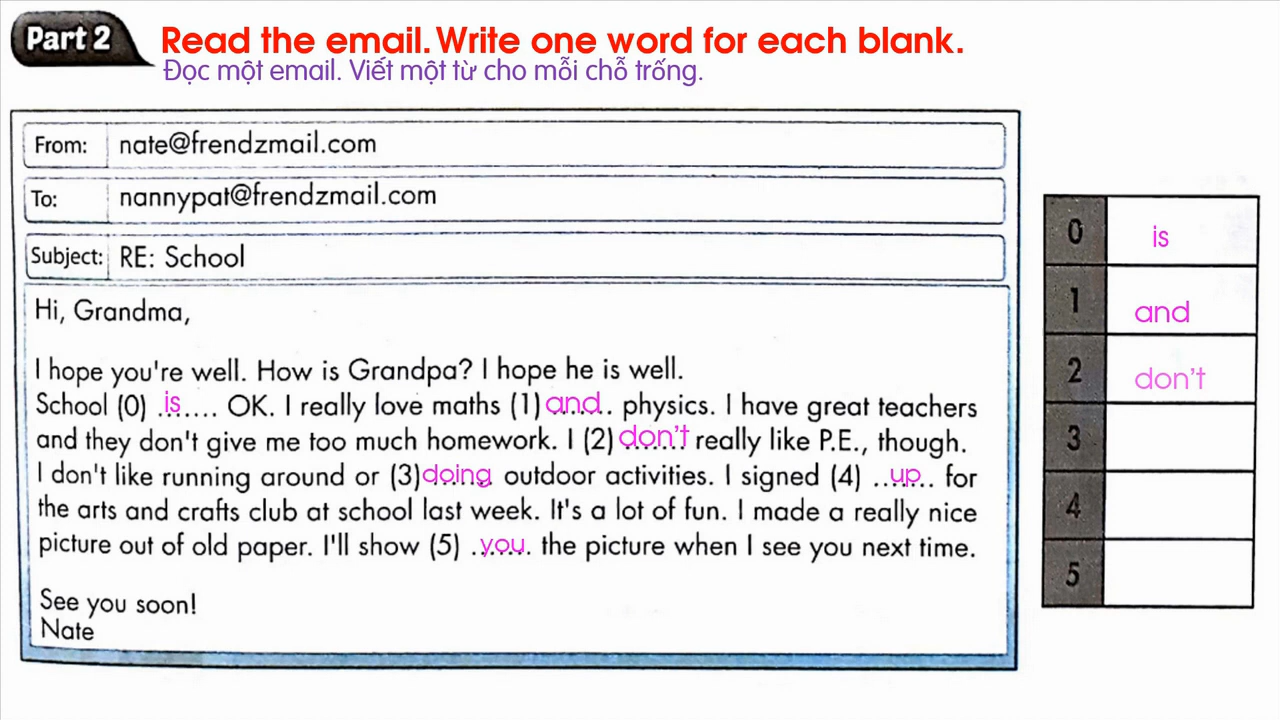 Part 2
Read the email. Write one word for each blank.
Đọc một email. Viết một từ cho mỗi chỗ trống.
From: nate@frendzmail.com
To: nannypat@frendzmail.com
Subject: RE: School
Hi, Grandma,
I hope you're well. How is Grandpa? I hope he is well.
School (0) is OK. I really love maths (1) and physics. I have great teachers
and they don't give me too much homework. I (2) don't really like P.E., though.
I don't like running around or (3) doing outdoor activities. I signed (4) up for
the arts and crafts club at school last week. It's a lot of fun. I made a really nice
picture out of old paper. I'll show (5) you the picture when I see you next time.
See you soon!
Nate
0 is
1 and
2 don't
3
4
5